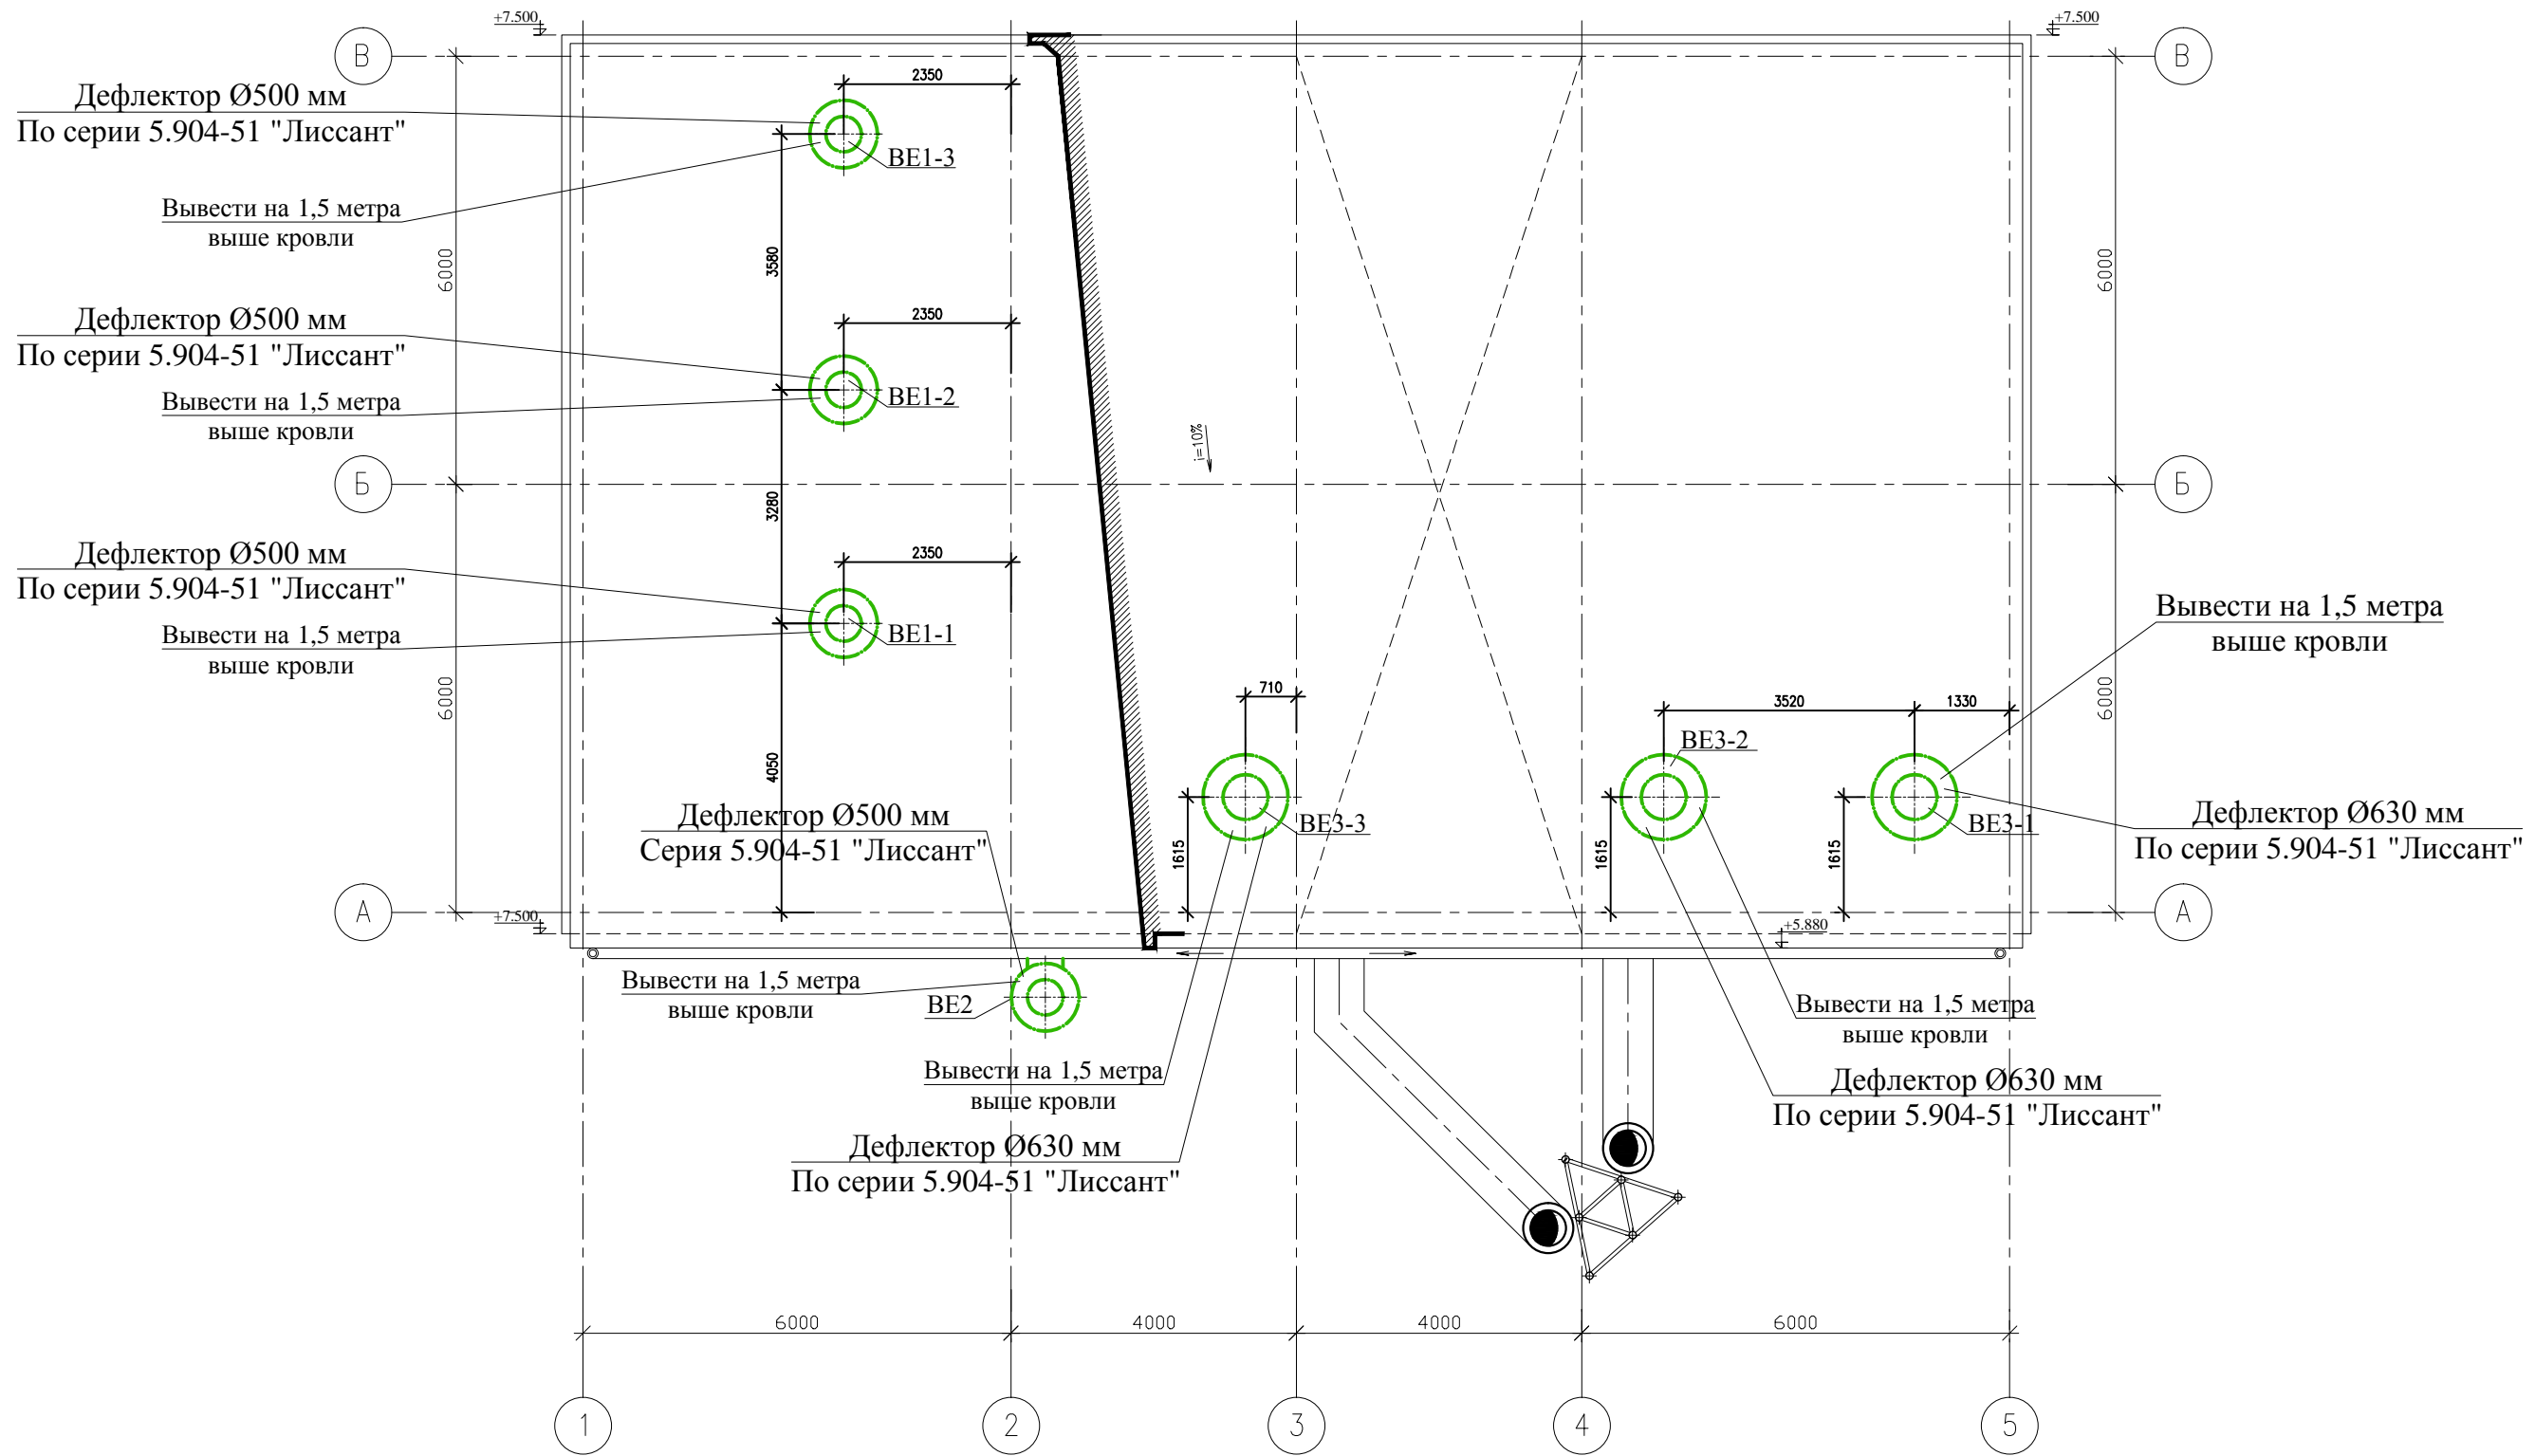 +7.500
+7.500
В
В
2350
Дефлектор Ø500 мм
По серии 5.904-51 "Лиссант"
ВЕ1-3
Вывести на 1,5 метра
выше кровли
3580
6000
6000
Дефлектор Ø500 мм
По серии 5.904-51 "Лиссант"
2350
ВЕ1-2
Вывести на 1,5 метра
выше кровли
i=10%
Б
Б
3280
Дефлектор Ø500 мм
По серии 5.904-51 "Лиссант"
2350
ВЕ1-1
Вывести на 1,5 метра
выше кровли
Вывести на 1,5 метра
выше кровли
6000
6000
710
3520
1330
4050
ВЕ3-2
Дефлектор Ø500 мм
Серия 5.904-51 "Лиссант"
1615
ВЕ3-3
1615
1615
ВЕ3-1
Дефлектор Ø630 мм
По серии 5.904-51 "Лиссант"
А
А
+7.500
+5.880
Вывести на 1,5 метра
выше кровли
ВЕ2
Вывести на 1,5 метра
выше кровли
Вывести на 1,5 метра
выше кровли
Дефлектор Ø630 мм
По серии 5.904-51 "Лиссант"
Дефлектор Ø630 мм
По серии 5.904-51 "Лиссант"
6000
4000
4000
6000
1
2
3
4
5